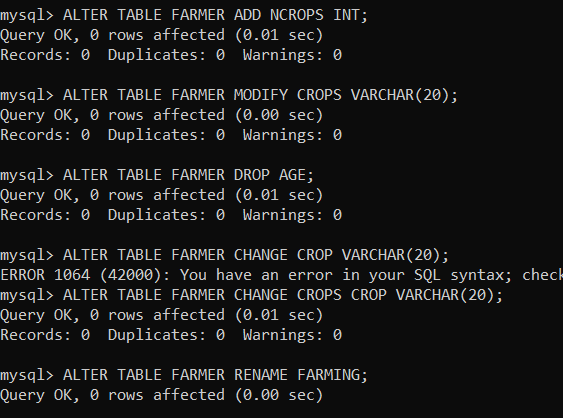 mysql> ALTER TABLE FARMER ADD NCROPS INT;
Query OK, 0 rows affected (0.01 sec)
Records: 0  Duplicates: 0  Warnings: 0
mysql> ALTER TABLE FARMER MODIFY CROPS VARCHAR(20);
Query OK, 0 rows affected (0.00 sec)
Records: 0  Duplicates: 0  Warnings: 0
mysql> ALTER TABLE FARMER DROP AGE;
Query OK, 0 rows affected (0.01 sec)
Records: 0  Duplicates: 0  Warnings: 0
mysql> ALTER TABLE FARMER CHANGE CROP VARCHAR(20);
ERROR 1064 (42000): You have an error in your SQL syntax; check
mysql> ALTER TABLE FARMER CHANGE CROPS CROP VARCHAR(20);
Query OK, 0 rows affected (0.01 sec)
Records: 0  Duplicates: 0  Warnings: 0
mysql> ALTER TABLE FARMER RENAME FARMING;
Query OK, 0 rows affected (0.00 sec)